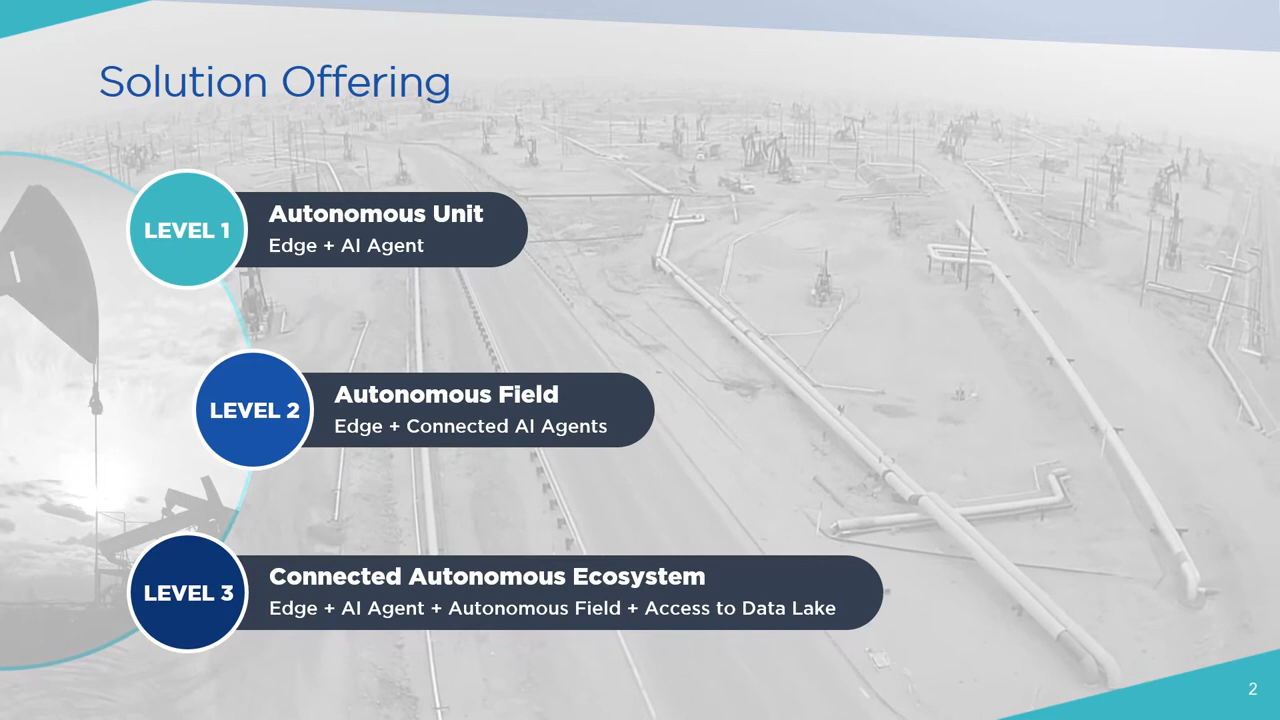 Solution Offering
LEVEL 1
Autonomous Unit
Edge + AI Agent
LEVEL 2
Autonomous Field
Edge + Connected AI Agents
LEVEL 3
Connected Autonomous Ecosystem
Edge + AI Agent + Autonomous Field + Access to Data Lake
2